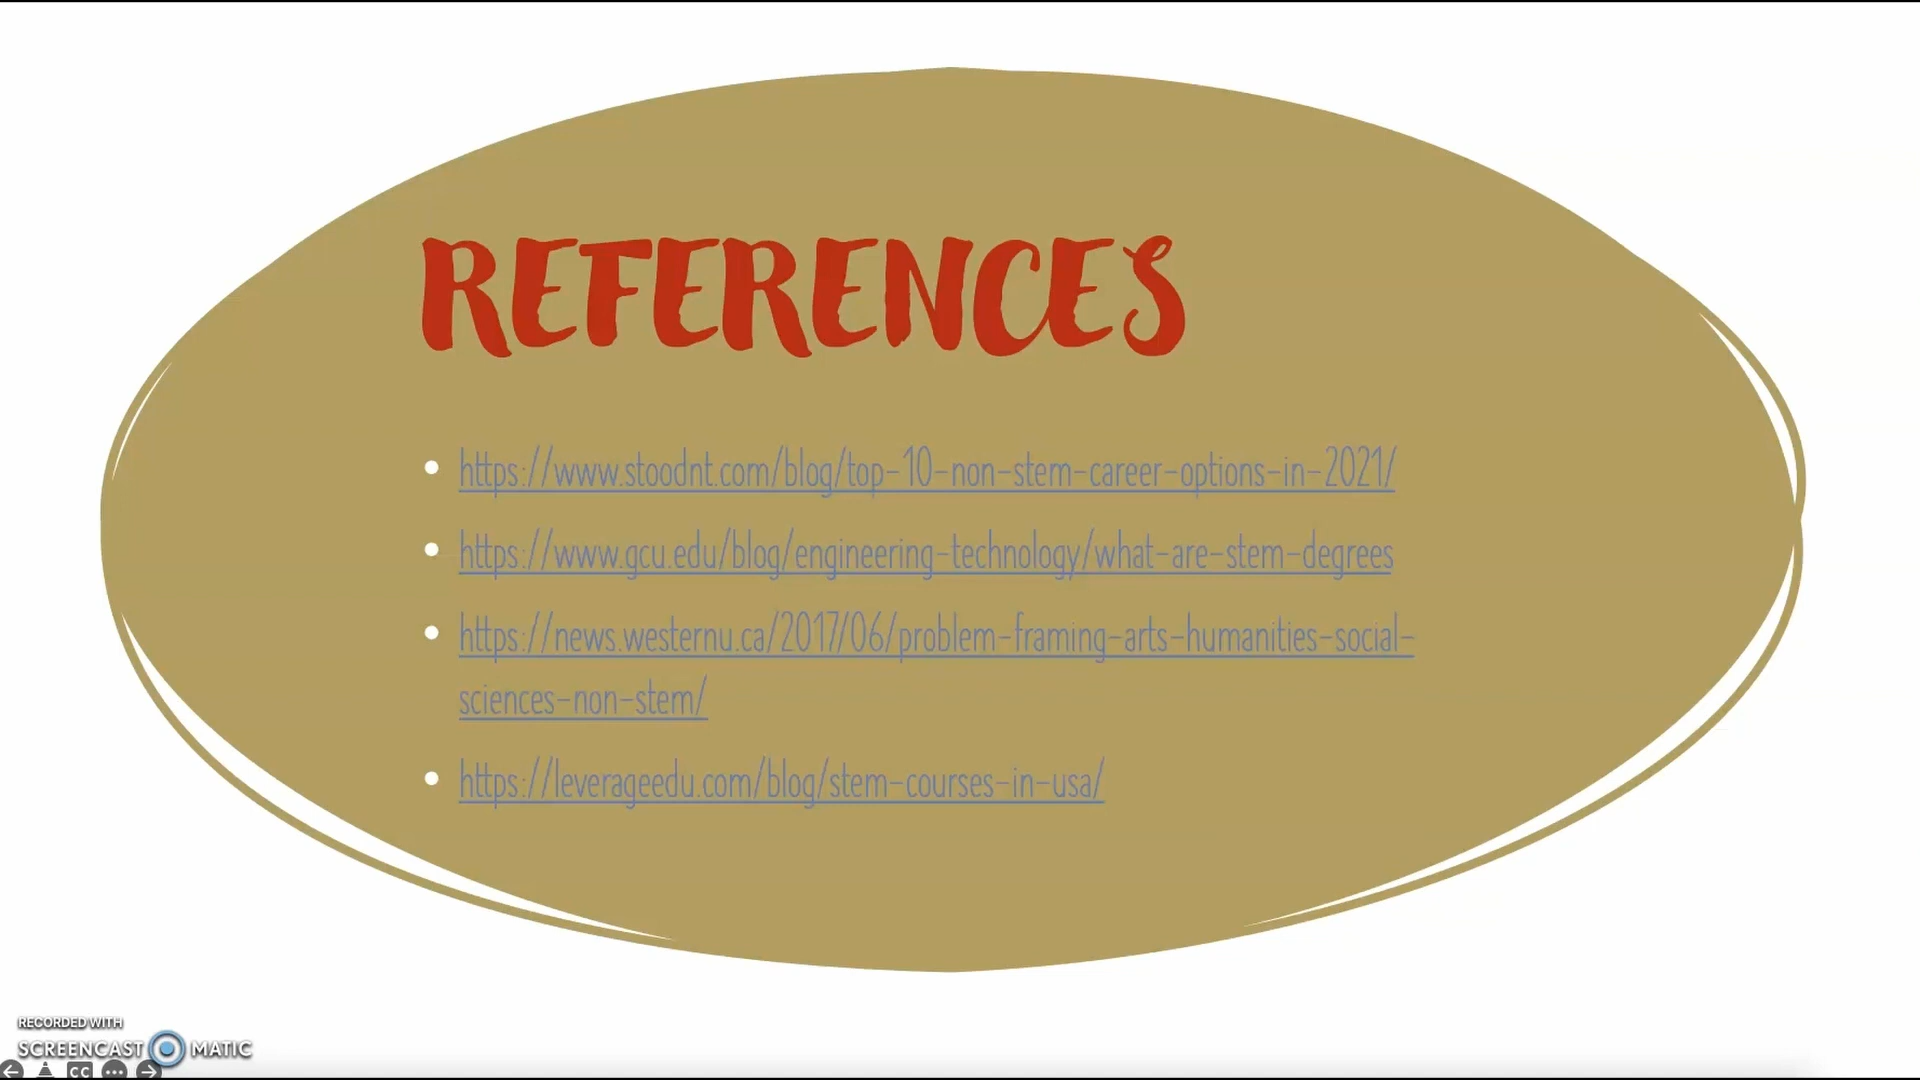 REFERENCES
https://www.stoodnt.com/blog/top-10-non-stem-career-options-in-2021/
https://www.gcu.edu/blog/engineering-technology/what-are-stem-degrees
https://news.westernu.ca/2017/06/problem-framing-arts-humanities-social-
sciences-non-stem/
https://leverageedu.com/blog/stem-courses-in-usa/
RECORDED WITH
SCREENCAST MATIC
CC